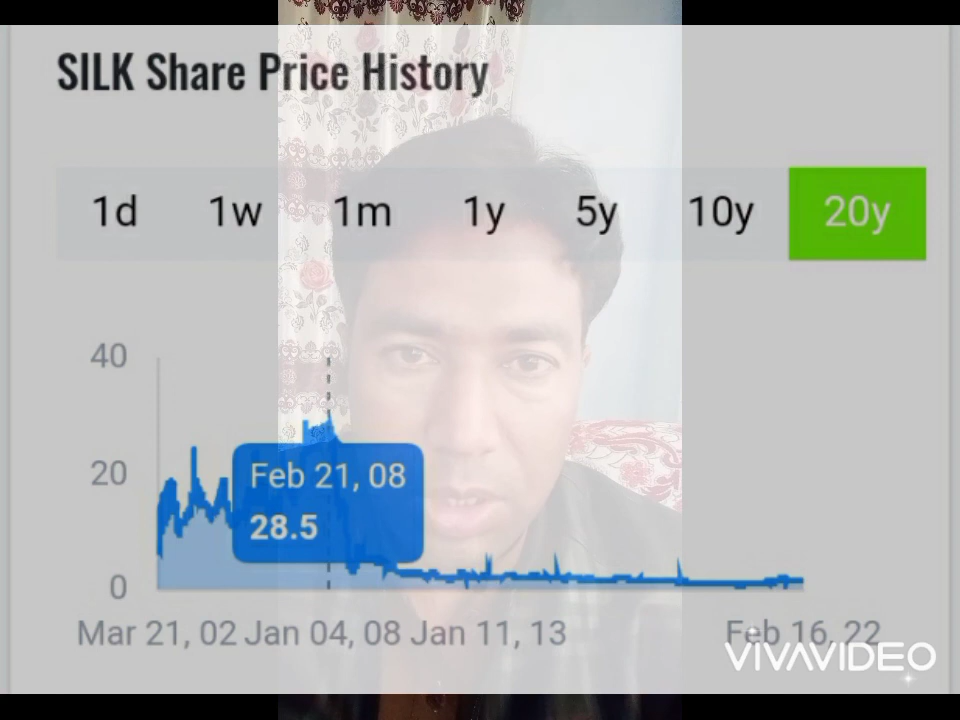 SILK Share Price History
1d 1w 1m 1y 5y 10y 20y
40
20
0
Feb 21, 08
28.5
Mar 21, 02 Jan 04, 08 Jan 11, 13 Feb 16, 22
VIVAVIDEO